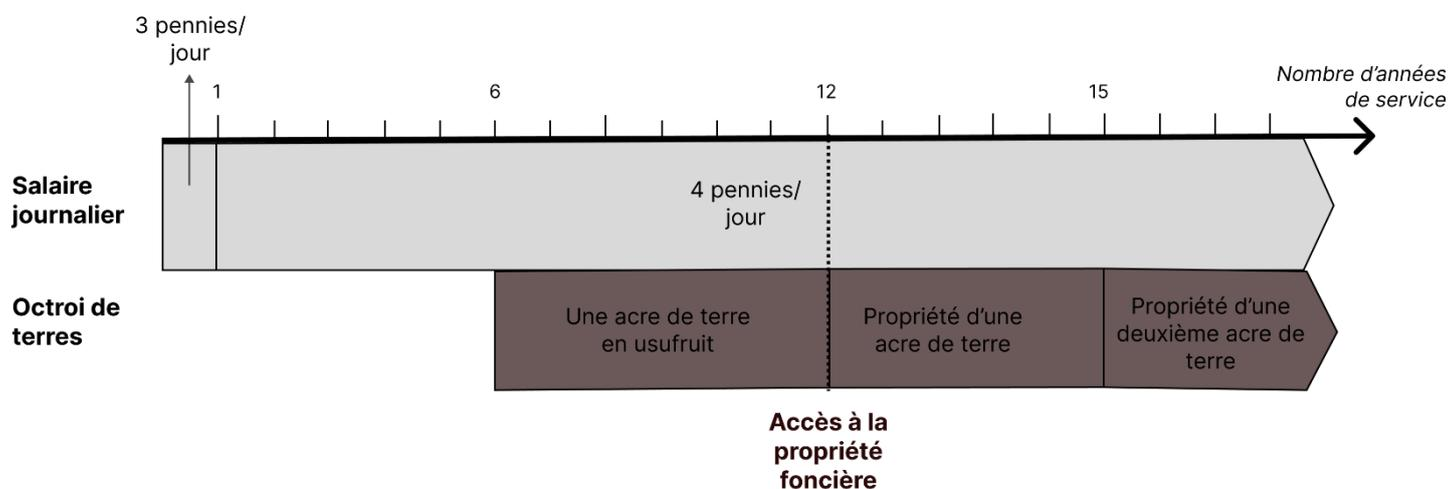 3 pennies/
jour
1
6
12
15
Nombre d’années
de service
Salaire
journalier
4 pennies/
jour
Octroi de
terres
Une acre de terre
en usufruit
Propriété d’une
acre de terre
Propriété d’une
deuxième acre de
terre
Accès à la
propriété
foncière